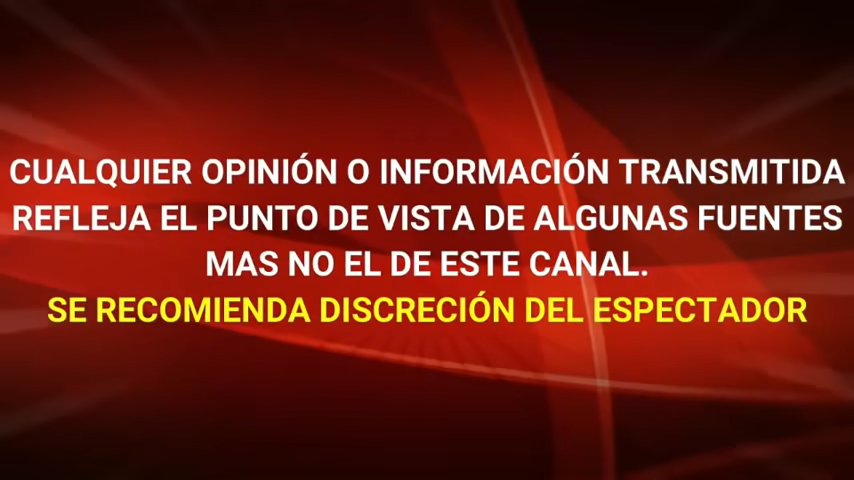 CUALQUIER OPINIÓN O INFORMACIÓN TRANSMITIDA
REFLEJA EL PUNTO DE VISTA DE ALGUNAS FUENTES
MAS NO EL DE ESTE CANAL.
SE RECOMIENDA DISCRECIÓN DEL ESPECTADOR